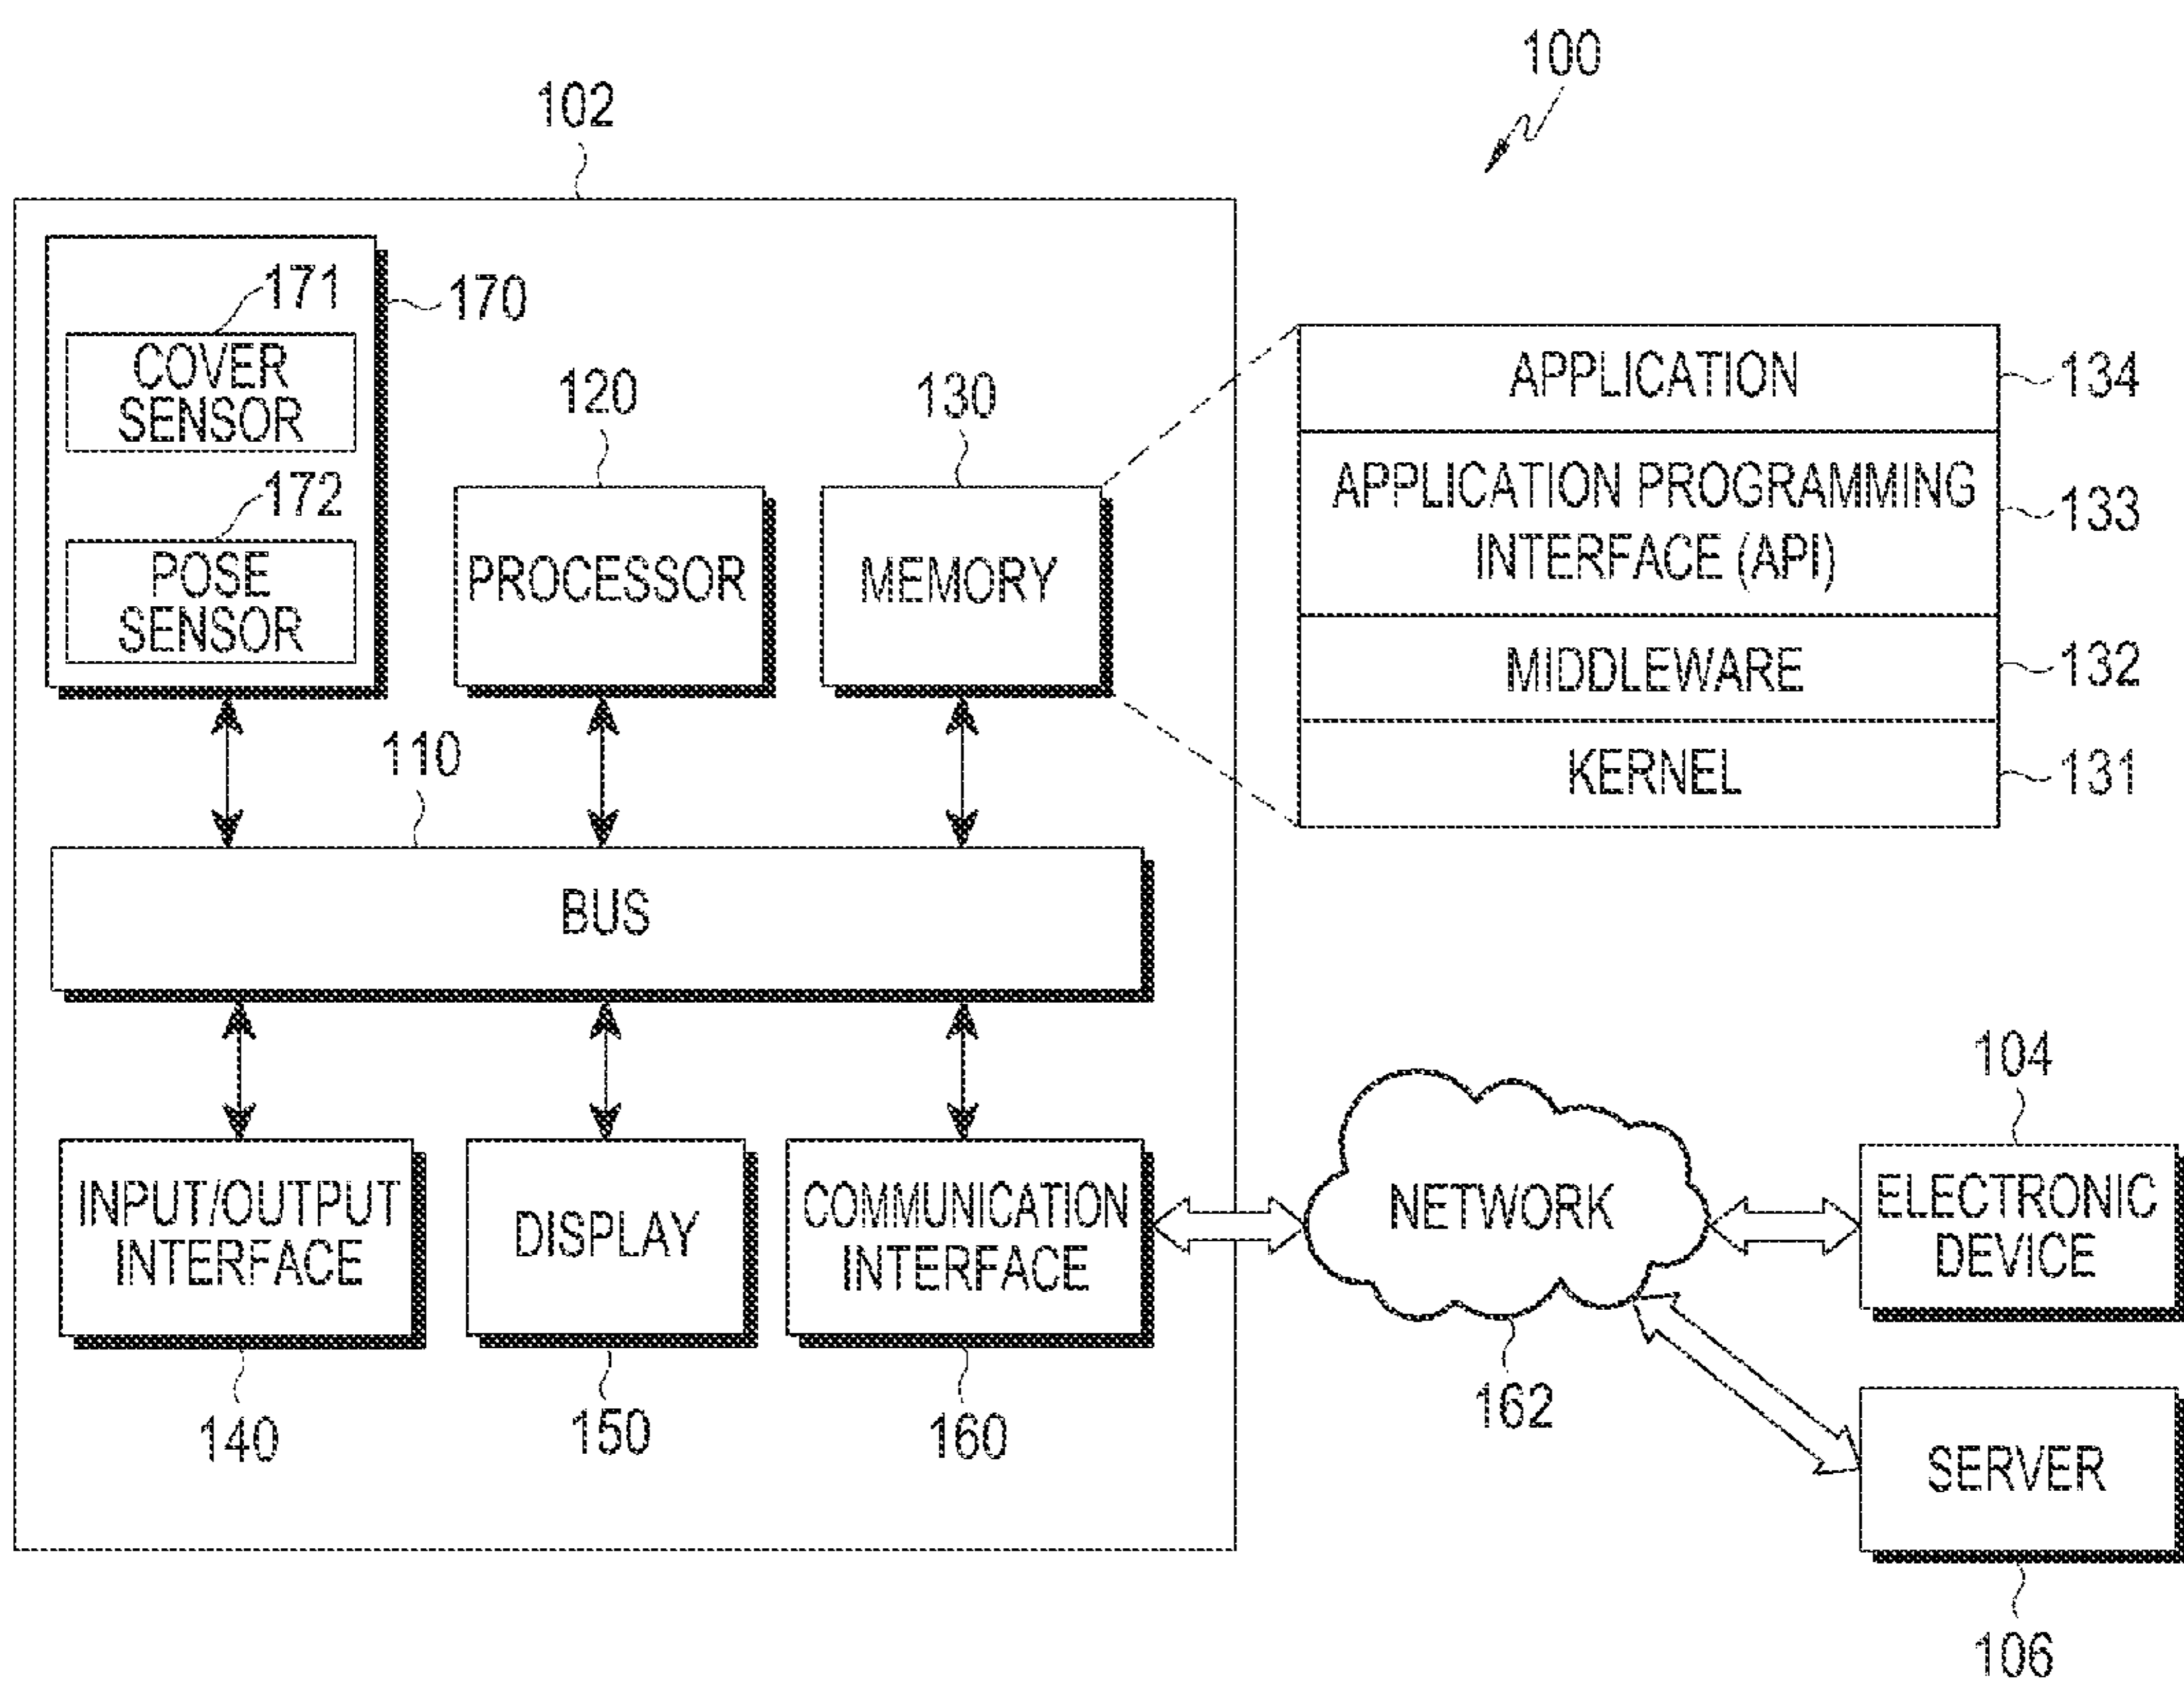 100
102
171
170
COVER
SENSOR
172
POSE
SENSOR
120
PROCESSOR
130
MEMORY
APPLICATION
134
APPLICATION PROGRAMMING
INTERFACE (API)
133
MIDDLEWARE
132
KERNEL
131
110
BUS
INPUT/OUTPUT
INTERFACE
140
DISPLAY
150
COMMUNICATION
INTERFACE
160
NETWORK
162
104
ELECTRONIC
DEVICE
SERVER
106